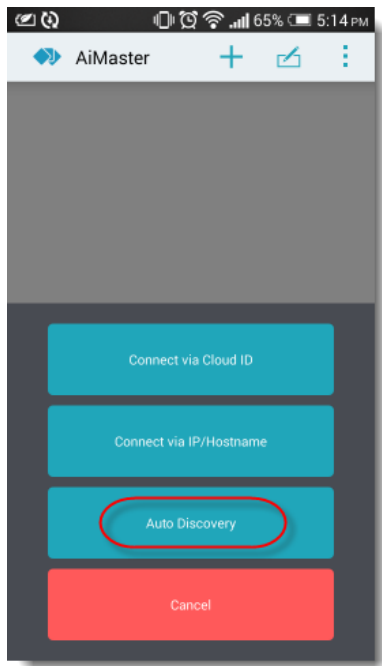 65% 5:14 PM
AiMaster
Connect via Cloud ID
Connect via IP/Hostname
Auto Discovery
Cancel